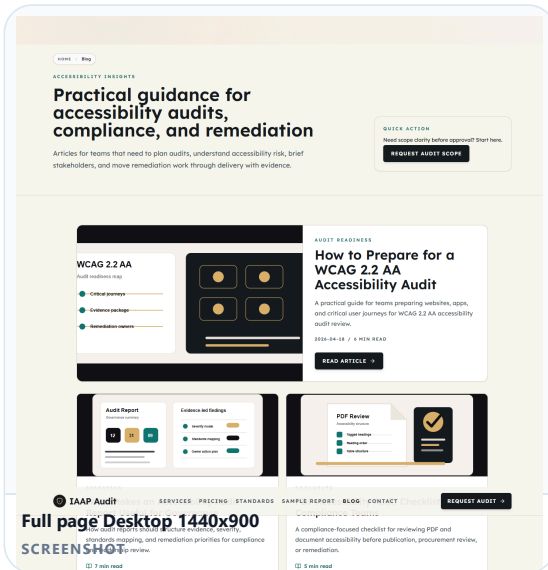 HOME Blog
ACCESSIBILITY INSIGHTS
Practical guidance for
accessibility audits,
compliance, and remediation
Articles for teams that need to plan audits, understand accessibility risk, brief
stakeholders, and move remediation work through delivery with evidence.
QUICK ACTION
Need scope clarity before approval? Start here.
REQUEST AUDIT SCOPE
WCAG 2.2 AA
Audit readiness map
Critical journeys
Evidence package
Remediation owners
AUDIT READINESS
How to Prepare for a
WCAG 2.2 AA
Accessibility Audit
A practical guide for teams preparing websites, apps,
and critical user journeys for WCAG 2.2 AA accessibility
audit review.
2026-04-18 / 6 MIN READ
READ ARTICLE →
Audit Report
Governance summary
12 31 89
Evidence-led findings
Severity model
Standards mapping
Owner action plan
PDF Review
Accessibility structure
Tagged headings
Reading order
Table structure
IAAP Audit
SERVICES PRICING STANDARDS SAMPLE REPORT BLOG CONTACT
REQUEST AUDIT →
Full page Desktop 1440x900
How audit reports should structure evidence, severity,
standards mapping, and remediation priorities for compliance
and leadership review.
A compliance-focused checklist for reviewing PDF and
document accessibility before publication, procurement review,
or remediation.
SCREENSHOT
7 min read
5 min read